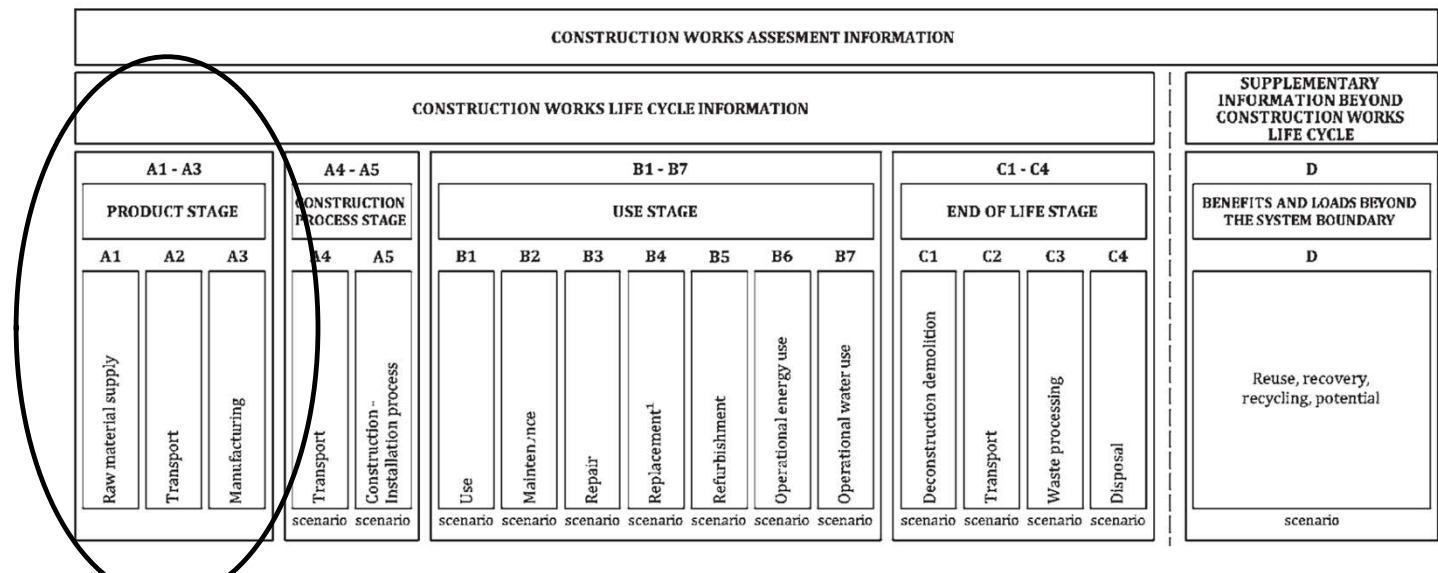 CONSTRUCTION WORKS ASSESMENT INFORMATION
CONSTRUCTION WORKS LIFE CYCLE INFORMATION
SUPPLEMENTARY
INFORMATION BEYOND
CONSTRUCTION WORKS
LIFE CYCLE
A1 - A3
PRODUCT STAGE
A1 A2 A3
Raw material supply
Transport
Manufacturing
A4 - A5
CONSTRUCTION
PROCESS STAGE
A4 A5
Transport
Construction -
Installation process
scenario scenario
B1 - B7
USE STAGE
B1 B2 B3 B4 B5 B6 B7
Use
Maintenance
Repair
Replacement¹
Refurbishment
Operational energy use
Operational water use
scenario scenario scenario scenario scenario scenario scenario
C1 - C4
END OF LIFE STAGE
C1 C2 C3 C4
Deconstruction demolition
Transport
Waste processing
Disposal
scenario scenario scenario scenario
D
BENEFITS AND LOADS BEYOND
THE SYSTEM BOUNDARY
D
Reuse, recovery,
recycling, potential
scenario